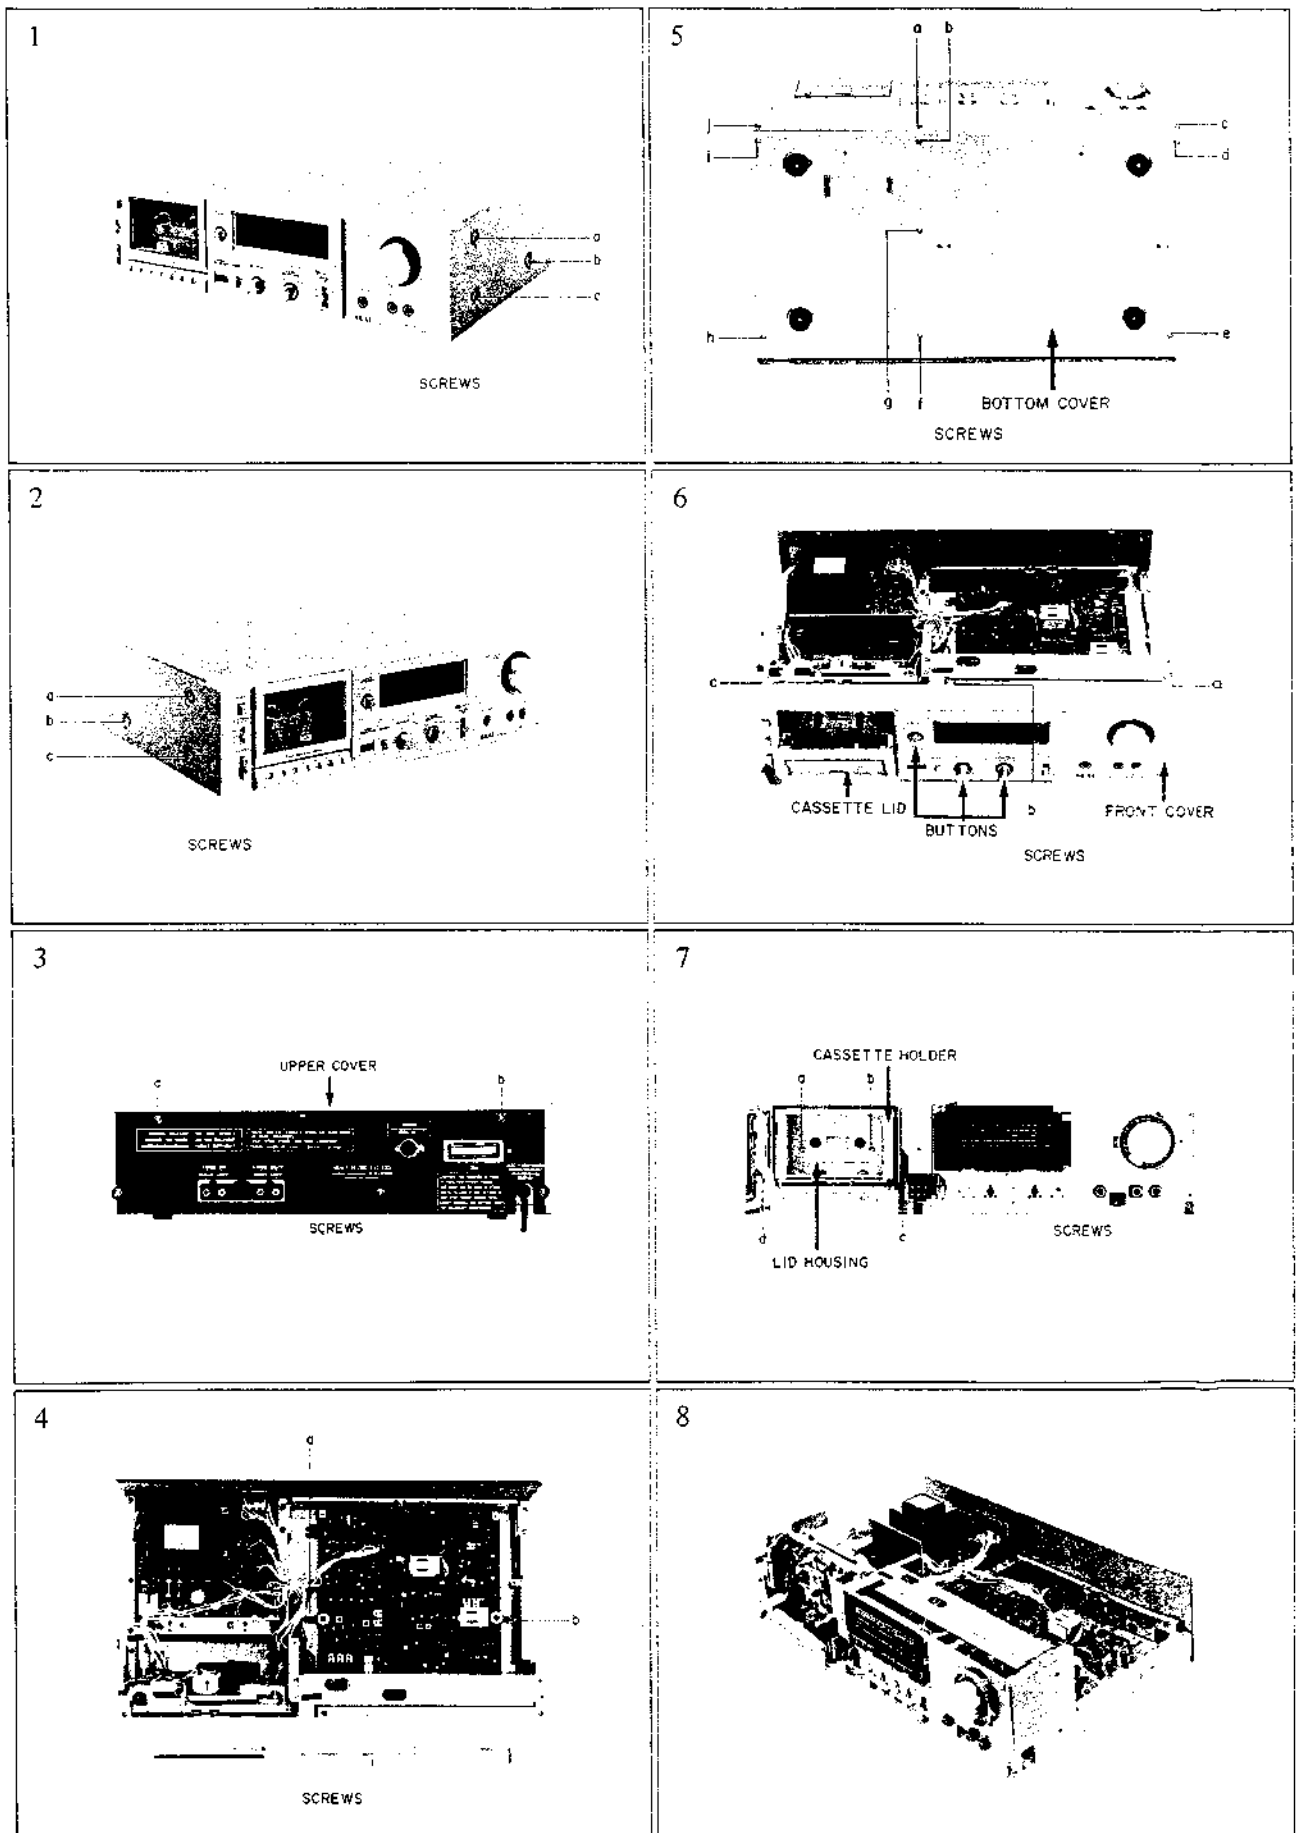 1
a
b
c
SCREWS
2
a
b
c
SCREWS
3
UPPER COVER
a
b
SCREWS
4
a
b
SCREWS
5
a
b
j
c
i
d
h
e
g
f
BOTTOM COVER
SCREWS
6
c
a
CASSETTE LID
b
FRONT COVER
BUTTONS
SCREWS
7
CASSETTE HOLDER
a
b
d
c
SCREWS
LID HOUSING
8